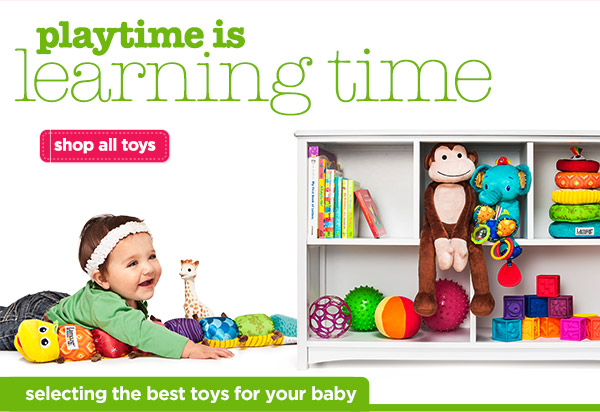 playtime is
learning time
shop all toys
selecting the best toys for your baby